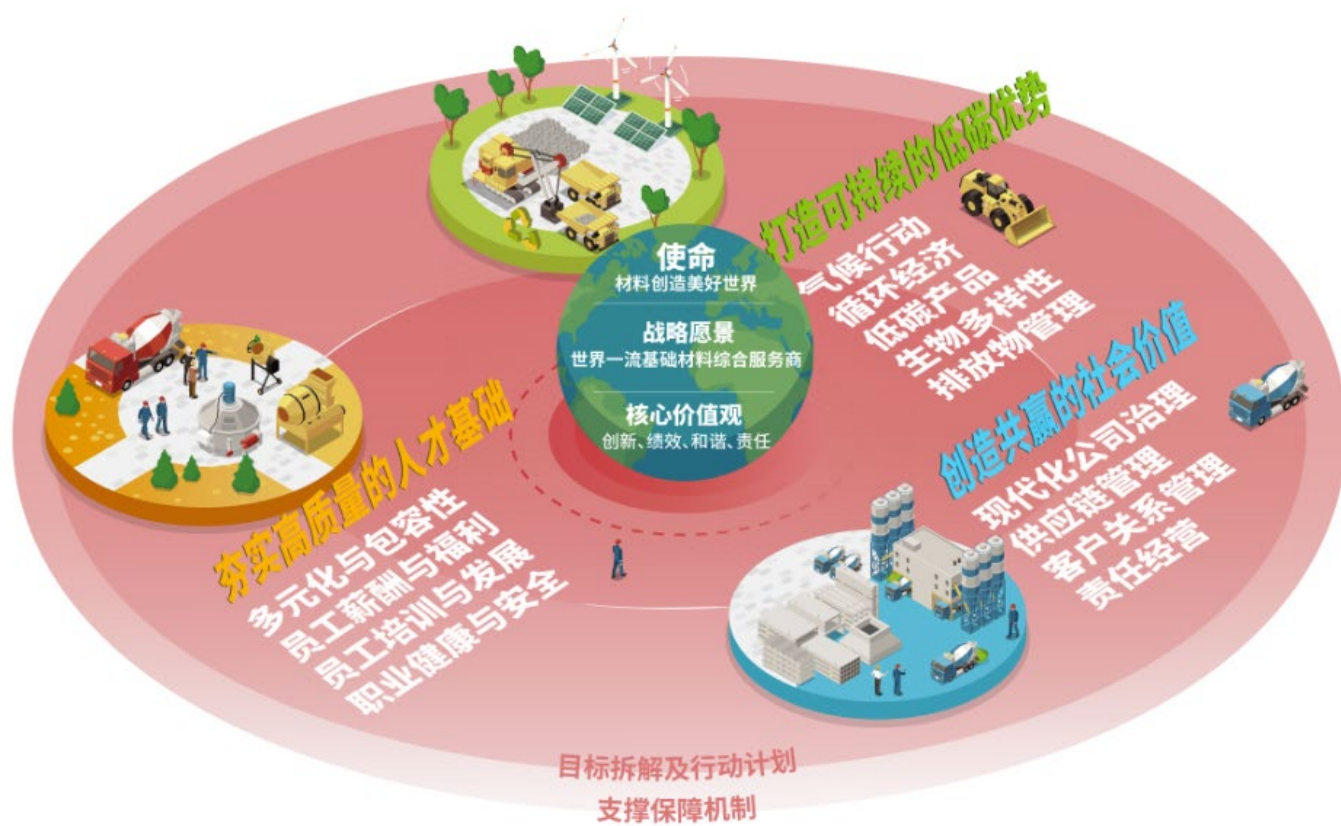 使命
材料创造美好世界
战略愿景
世界一流基础材料综合服务商
核心价值观
创新、绩效、和谐、责任
打造可持续的低碳优势
气候行动
循环经济
低碳产品
生物多样性
排放物管理
创造共赢的社会价值
现代化公司治理
供应链管理
客户关系管理
责任经营
夯实高质量的人才基础
多元化与包容性
员工薪酬与福利
员工培训与发展
职业健康与安全
目标拆解及行动计划
支撑保障机制